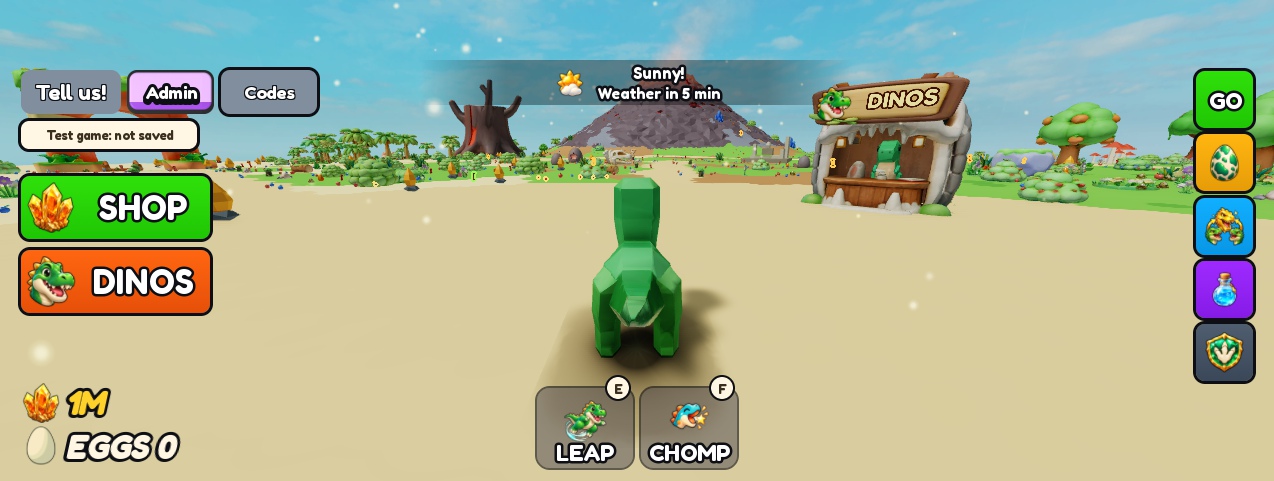 Sunny!
Weather in 5 min
Tell us!
Admin
Codes
DINOS
GO
Test game: not saved
SHOP
DINOS
E
F
1M
EGGS 0
LEAP
CHOMP